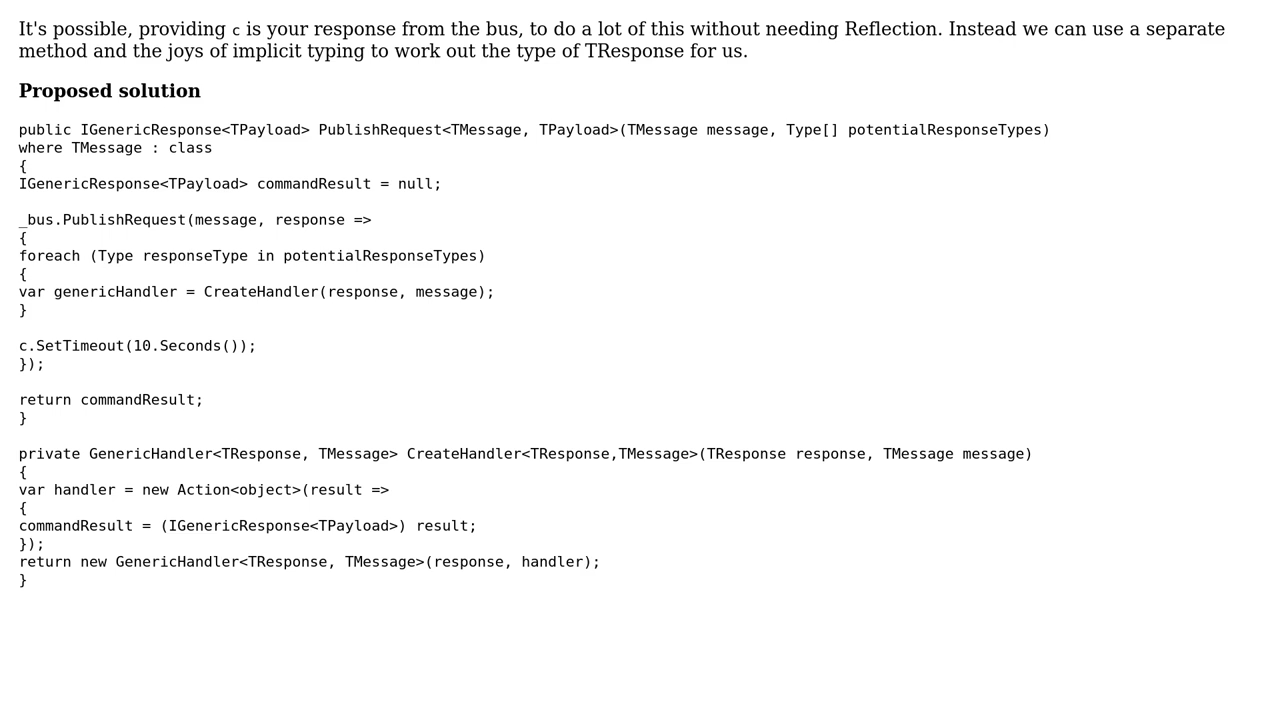 It's possible, providing c is your response from the bus, to do a lot of this without needing Reflection. Instead we can use a separate
method and the joys of implicit typing to work out the type of TResponse for us.
Proposed solution
public IGenericResponse<TPayload> PublishRequest<TMessage, TPayload>(TMessage message, Type[] potentialResponseTypes)
where TMessage : class
{
IGenericResponse<TPayload> commandResult = null;
_bus.PublishRequest(message, response =>
{
foreach (Type responseType in potentialResponseTypes)
{
var genericHandler = CreateHandler(response, message);
}
c.SetTimeout(10.Seconds());
});
return commandResult;
}
private GenericHandler<TResponse, TMessage> CreateHandler<TResponse,TMessage>(TResponse response, TMessage message)
{
var handler = new Action<object>(result =>
{
commandResult = (IGenericResponse<TPayload>) result;
});
return new GenericHandler<TResponse, TMessage>(response, handler);
}